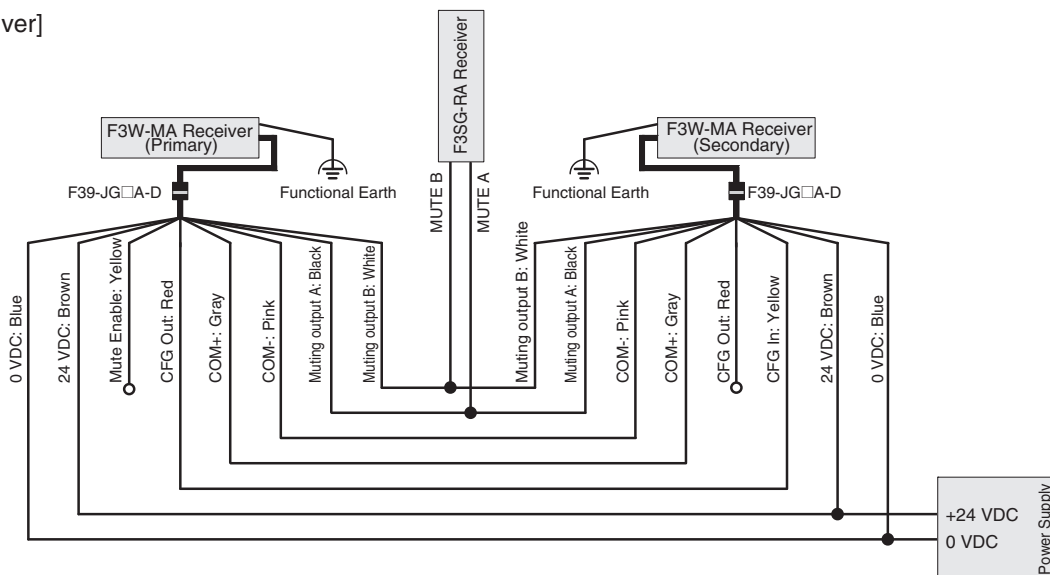 ver]
F3SG-RA Receiver
F3W-MA Receiver
(Primary)
F3W-MA Receiver
(Secondary)
F39-JG□A-D
Functional Earth
MUTE B
MUTE A
Functional Earth
F39-JG□A-D
0 VDC: Blue
24 VDC: Brown
Mute Enable: Yellow
CFG Out: Red
COM+: Gray
COM-: Pink
Muting output A: Black
Muting output B: White
Muting output B: White
Muting output A: Black
COM-: Pink
COM+: Gray
CFG Out: Red
CFG In: Yellow
24 VDC: Brown
0 VDC: Blue
+24 VDC
0 VDC
Power Supply